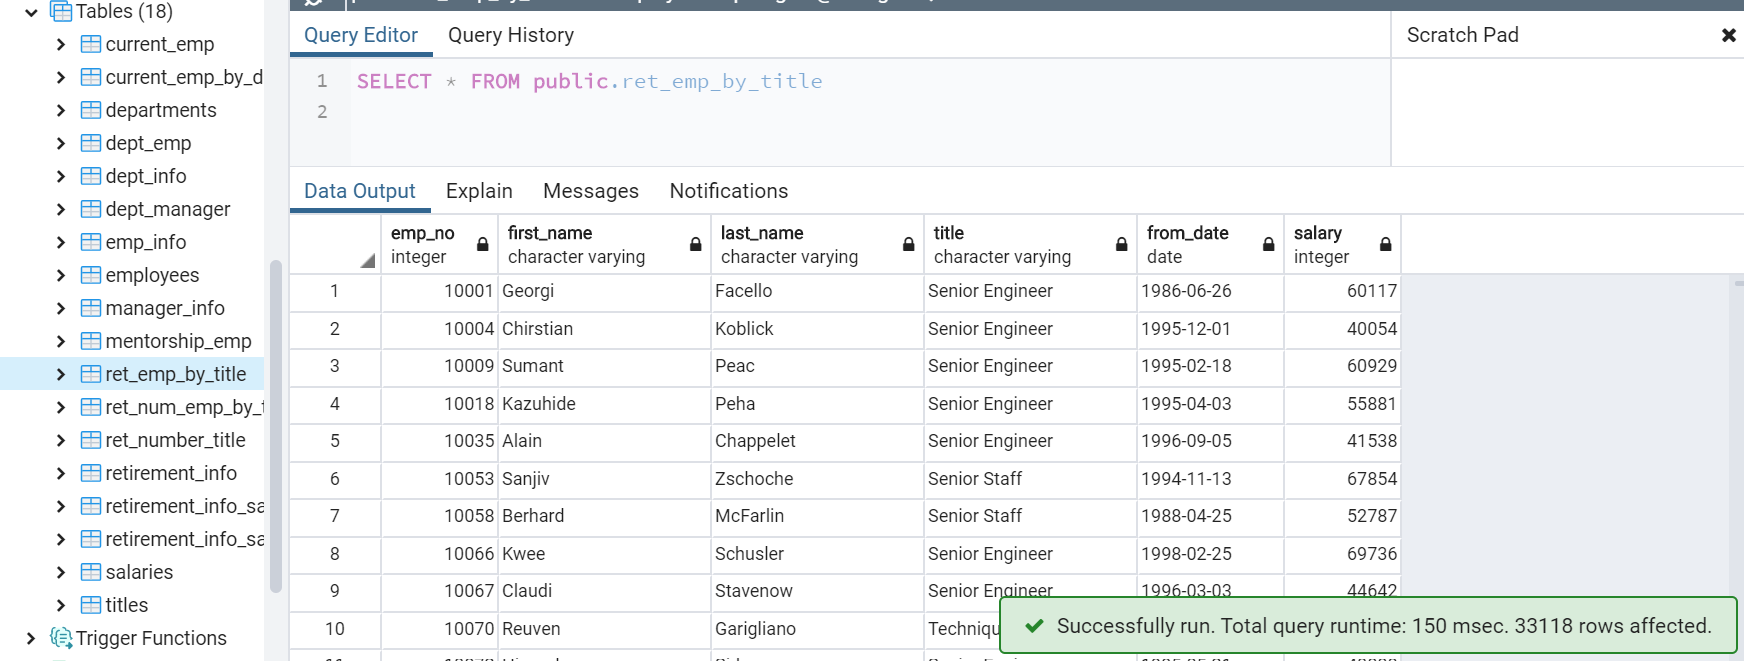 Tables (18)
current_emp
current_emp_by_d
departments
dept_emp
dept_info
dept_manager
emp_info
employees
manager_info
mentorship_emp
ret_emp_by_title
ret_num_emp_by_t
ret_number_title
retirement_info
retirement_info_sa
retirement_info_sa
salaries
titles
Trigger Functions
Query Editor Query History
1 SELECT * FROM public.ret_emp_by_title
2
Scratch Pad
Data Output Explain Messages Notifications
emp_no first_name last_name title from_date salary
integer character varying character varying character varying date integer
1 10001 Georgi Facello Senior Engineer 1986-06-26 60117
2 10004 Chirstian Koblick Senior Engineer 1995-12-01 40054
3 10009 Sumant Peac Senior Engineer 1995-02-18 60929
4 10018 Kazuhide Peha Senior Engineer 1995-04-03 55881
5 10035 Alain Chappelet Senior Engineer 1996-09-05 41538
6 10053 Sanjiv Zschoche Senior Staff 1994-11-13 67854
7 10058 Berhard McFarlin Senior Staff 1988-04-25 52787
8 10066 Kwee Schusler Senior Engineer 1998-02-25 69736
9 10067 Claudi Stavenow Senior Engineer 1996-03-03 44642
10 10070 Reuven Garigliano Techniqu
Successfully run. Total query runtime: 150 msec. 33118 rows affected.